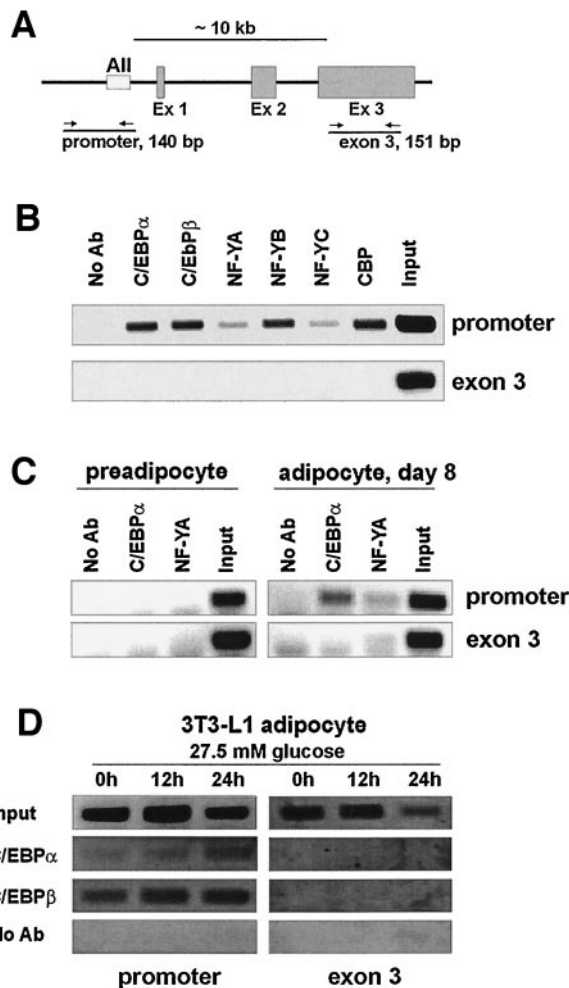 A
~ 10 kb
AII
Ex 1
Ex 2
Ex 3
promoter, 140 bp
exon 3, 151 bp
B
No Ab
C/EBPα
C/EbPβ
NF-YA
NF-YB
NF-YC
CBP
Input
promoter
exon 3
C
preadipocyte
adipocyte, day 8
No Ab
C/EBPα
NF-YA
Input
No Ab
C/EBPα
NF-YA
Input
promoter
exon 3
D
3T3-L1 adipocyte
27.5 mM glucose
0h 12h 24h 0h 12h 24h
nput
C/EBPα
C/EBPβ
No Ab
promoter
exon 3